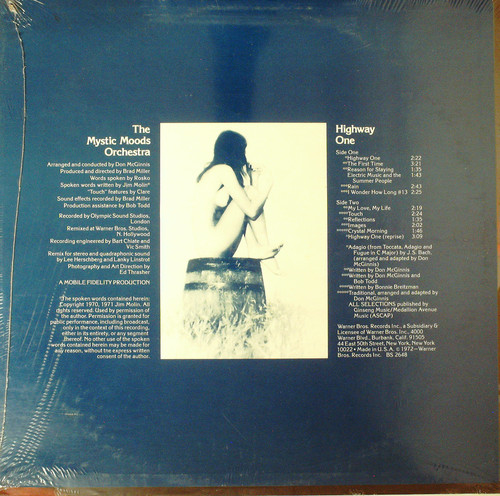 The
Mystic Moods
Orchestra
Arranged and conducted by Don McGinnis
Produced and directed by Brad Miller
Words spoken by Rosko
Spoken words written by Jim Molin*
"Touch" features by Clare
Sound effects recorded by Brad Miller
Production assistance by Bob Todd
Recorded by Olympic Sound Studios,
London
Remixed at Warner Bros. Studios,
N. Hollywood
Recording engineered by Bart Chiate and
Vic Smith
Remix for stereo and quadraphonic sound
by Lee Herschberg and Lanky Linstrot
Photography and Art Direction by
Ed Thrasher
A MOBILE FIDELITY PRODUCTION
*The spoken words contained herein:
Copyright 1970, 1971 Jim Molin. All
rights reserved. Used by permission of
the author. Permission is granted for
public performance, including broadcast,
only in the context of this recording,
either in its entirety, or any segment
thereof. No other use of the spoken
words contained herein may be made for
any reason, without the express written
consent of the author.
Highway
One
Side One
*Highway One 2:22
**The First Time 3:21
**Reason for Staying 1:35
Electric Music and the 1:43
Summer People
**Rain 2:43
**I Wonder How Long #13 2:25
Side Two
**My Love, My Life 2:19
***Touch 2:24
**Reflections 1:35
***Images 2:02
****Crystal Morning 1:46
*Highway One (reprise) 3:09
*Adagio (from Toccata, Adagio and
Fugue in C Major) by J.S. Bach,
(arranged and adapted by Don
McGinnis)
**Written by Don McGinnis
***Written by Don McGinnis and
Bob Todd
****Written by Bonnie Breitzman
*****Traditional, arranged and adapted by
Don McGinnis
ALL SELECTIONS published by
Ginseng Music/Medallion Avenue
Music (ASCAP)
Warner Bros. Records Inc., a Subsidiary &
Licensee of Warner Bros. Inc., 4000
Warner Blvd., Burbank, Calif. 91505
44 East 50th Street, New York, New York
10022 • Made in U.S.A. © 1972—Warner
Bros. Records Inc. BS 2648